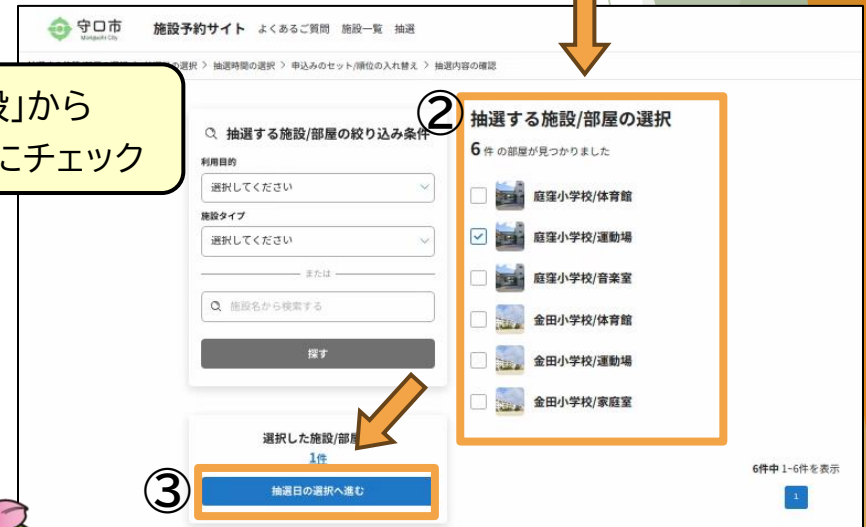 守口市
Moriguchi City
施設予約サイト よくあるご質問 施設一覧 抽選
選択 > 抽選時間の選択 > 申込みのセット/順位の入れ替え > 抽選内容の確認
」から
にチェック
抽選する施設/部屋の絞り込み条件
利用目的
選択してください
施設タイプ
選択してください
または
施設名から検索する
探す
②
抽選する施設/部屋の選択
6 件 の部屋が見つかりました
庭窪小学校/体育館
庭窪小学校/運動場
庭窪小学校/音楽室
金田小学校/体育館
金田小学校/運動場
金田小学校/家庭室
選択した施設/部屋
1件
③
抽選日の選択へ進む
6件中 1-6件を表示
1